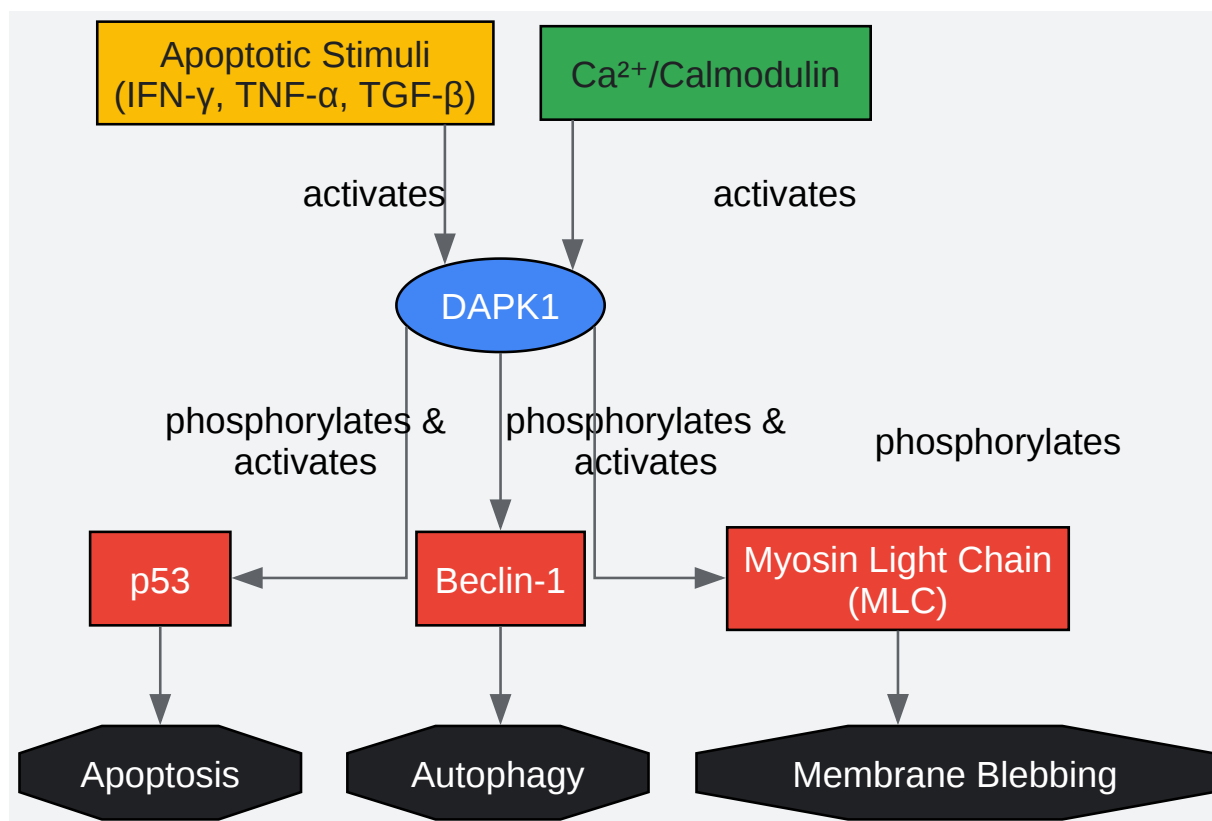 Apoptotic Stimuli
(IFN-γ, TNF-α, TGF-β)
Ca²⁺/Calmodulin
activates
activates
DAPK1
phosphorylates &
activates
phosphorylates &
activates
phosphorylates
p53
Beclin-1
Myosin Light Chain
(MLC)
Apoptosis
Autophagy
Membrane Blebbing